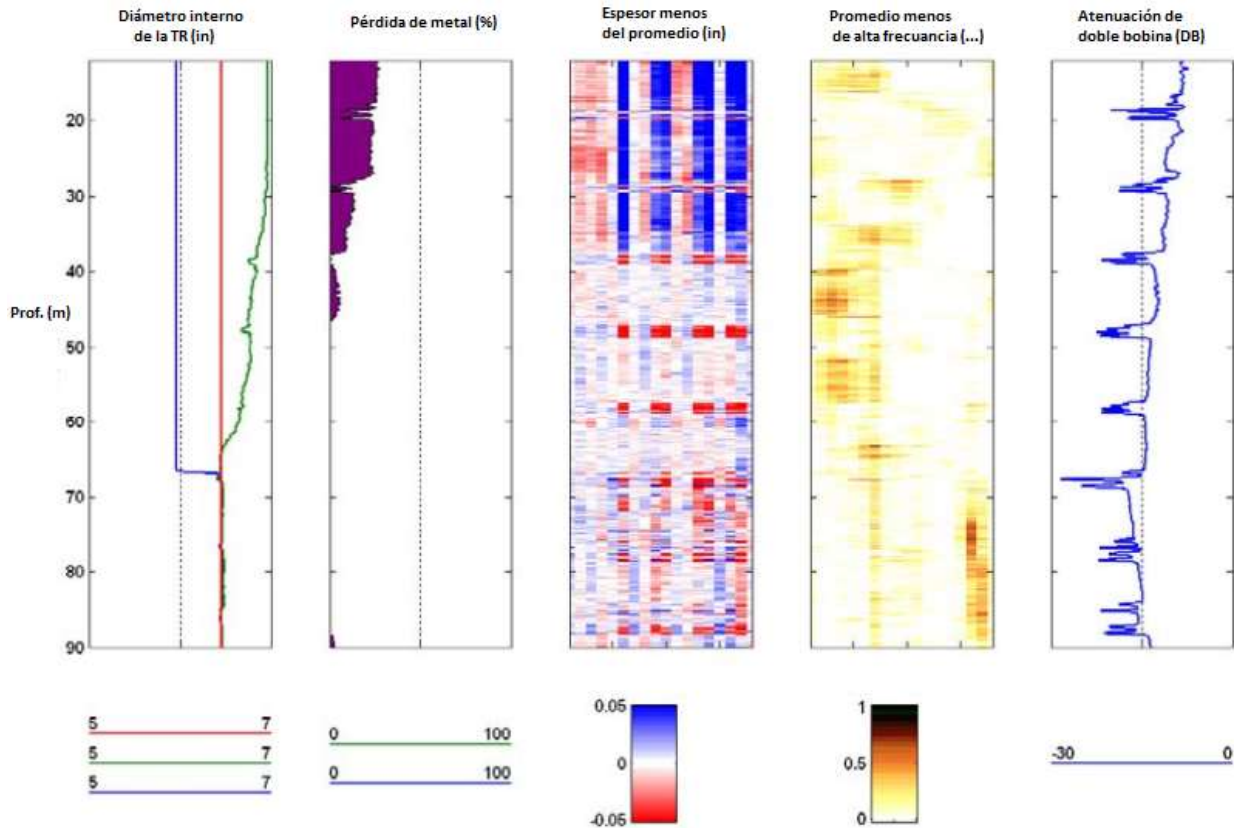 Diámetro interno
de la TR (in)
Pérdida de metal (%)
Espesor menos
del promedio (in)
Promedio menos
de alta frecuancia (...)
Atenuación de
doble bobina (DB)
Prof. (m)
20
30
40
50
60
70
80
90
5 7
5 7
5 7
0 100
0 100
0.05
0
-0.05
1
0.5
0
-30 0